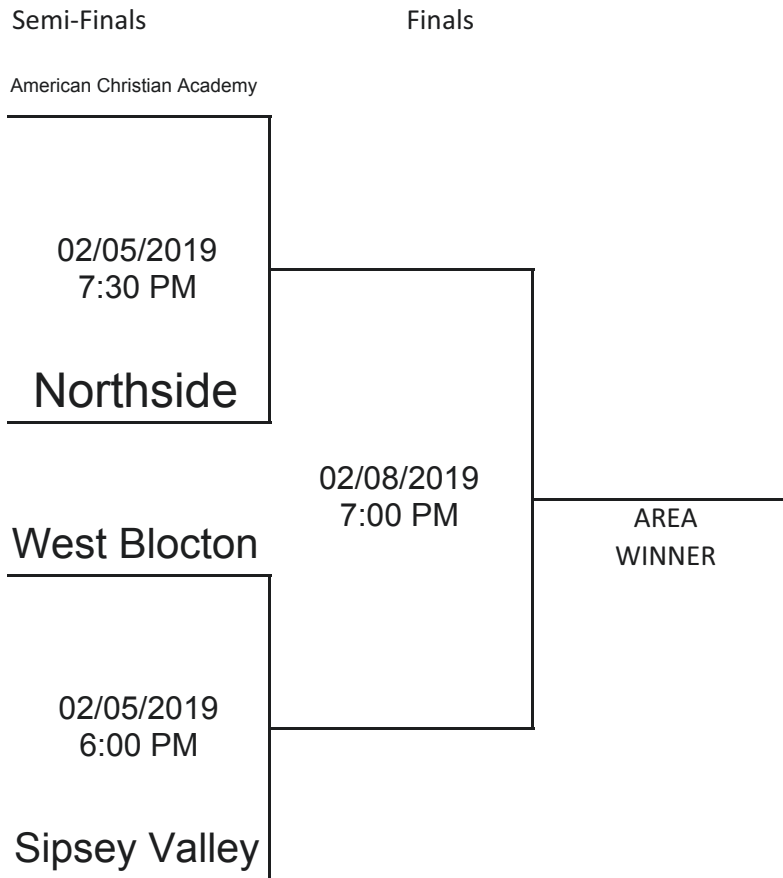 Semi-Finals
Finals
American Christian Academy
02/05/2019
7:30 PM
Northside
02/08/2019
7:00 PM
AREA
WINNER
West Blocton
02/05/2019
6:00 PM
Sipsey Valley